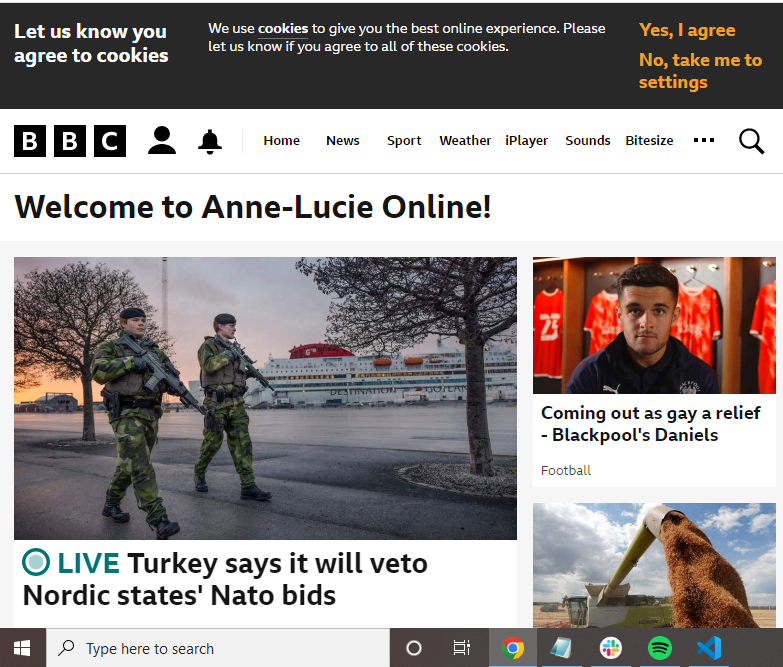 Let us know you
agree to cookies
We use cookies to give you the best online experience. Please
let us know if you agree to all of these cookies.
Yes, I agree
No, take me to
settings
BBC
Home News Sport Weather iPlayer Sounds Bitesize
Welcome to Anne-Lucie Online!
DESTINATION GOTLAND
23
LIVE Turkey says it will veto
Nordic states' Nato bids
Coming out as gay a relief
- Blackpool's Daniels
Football
Type here to search